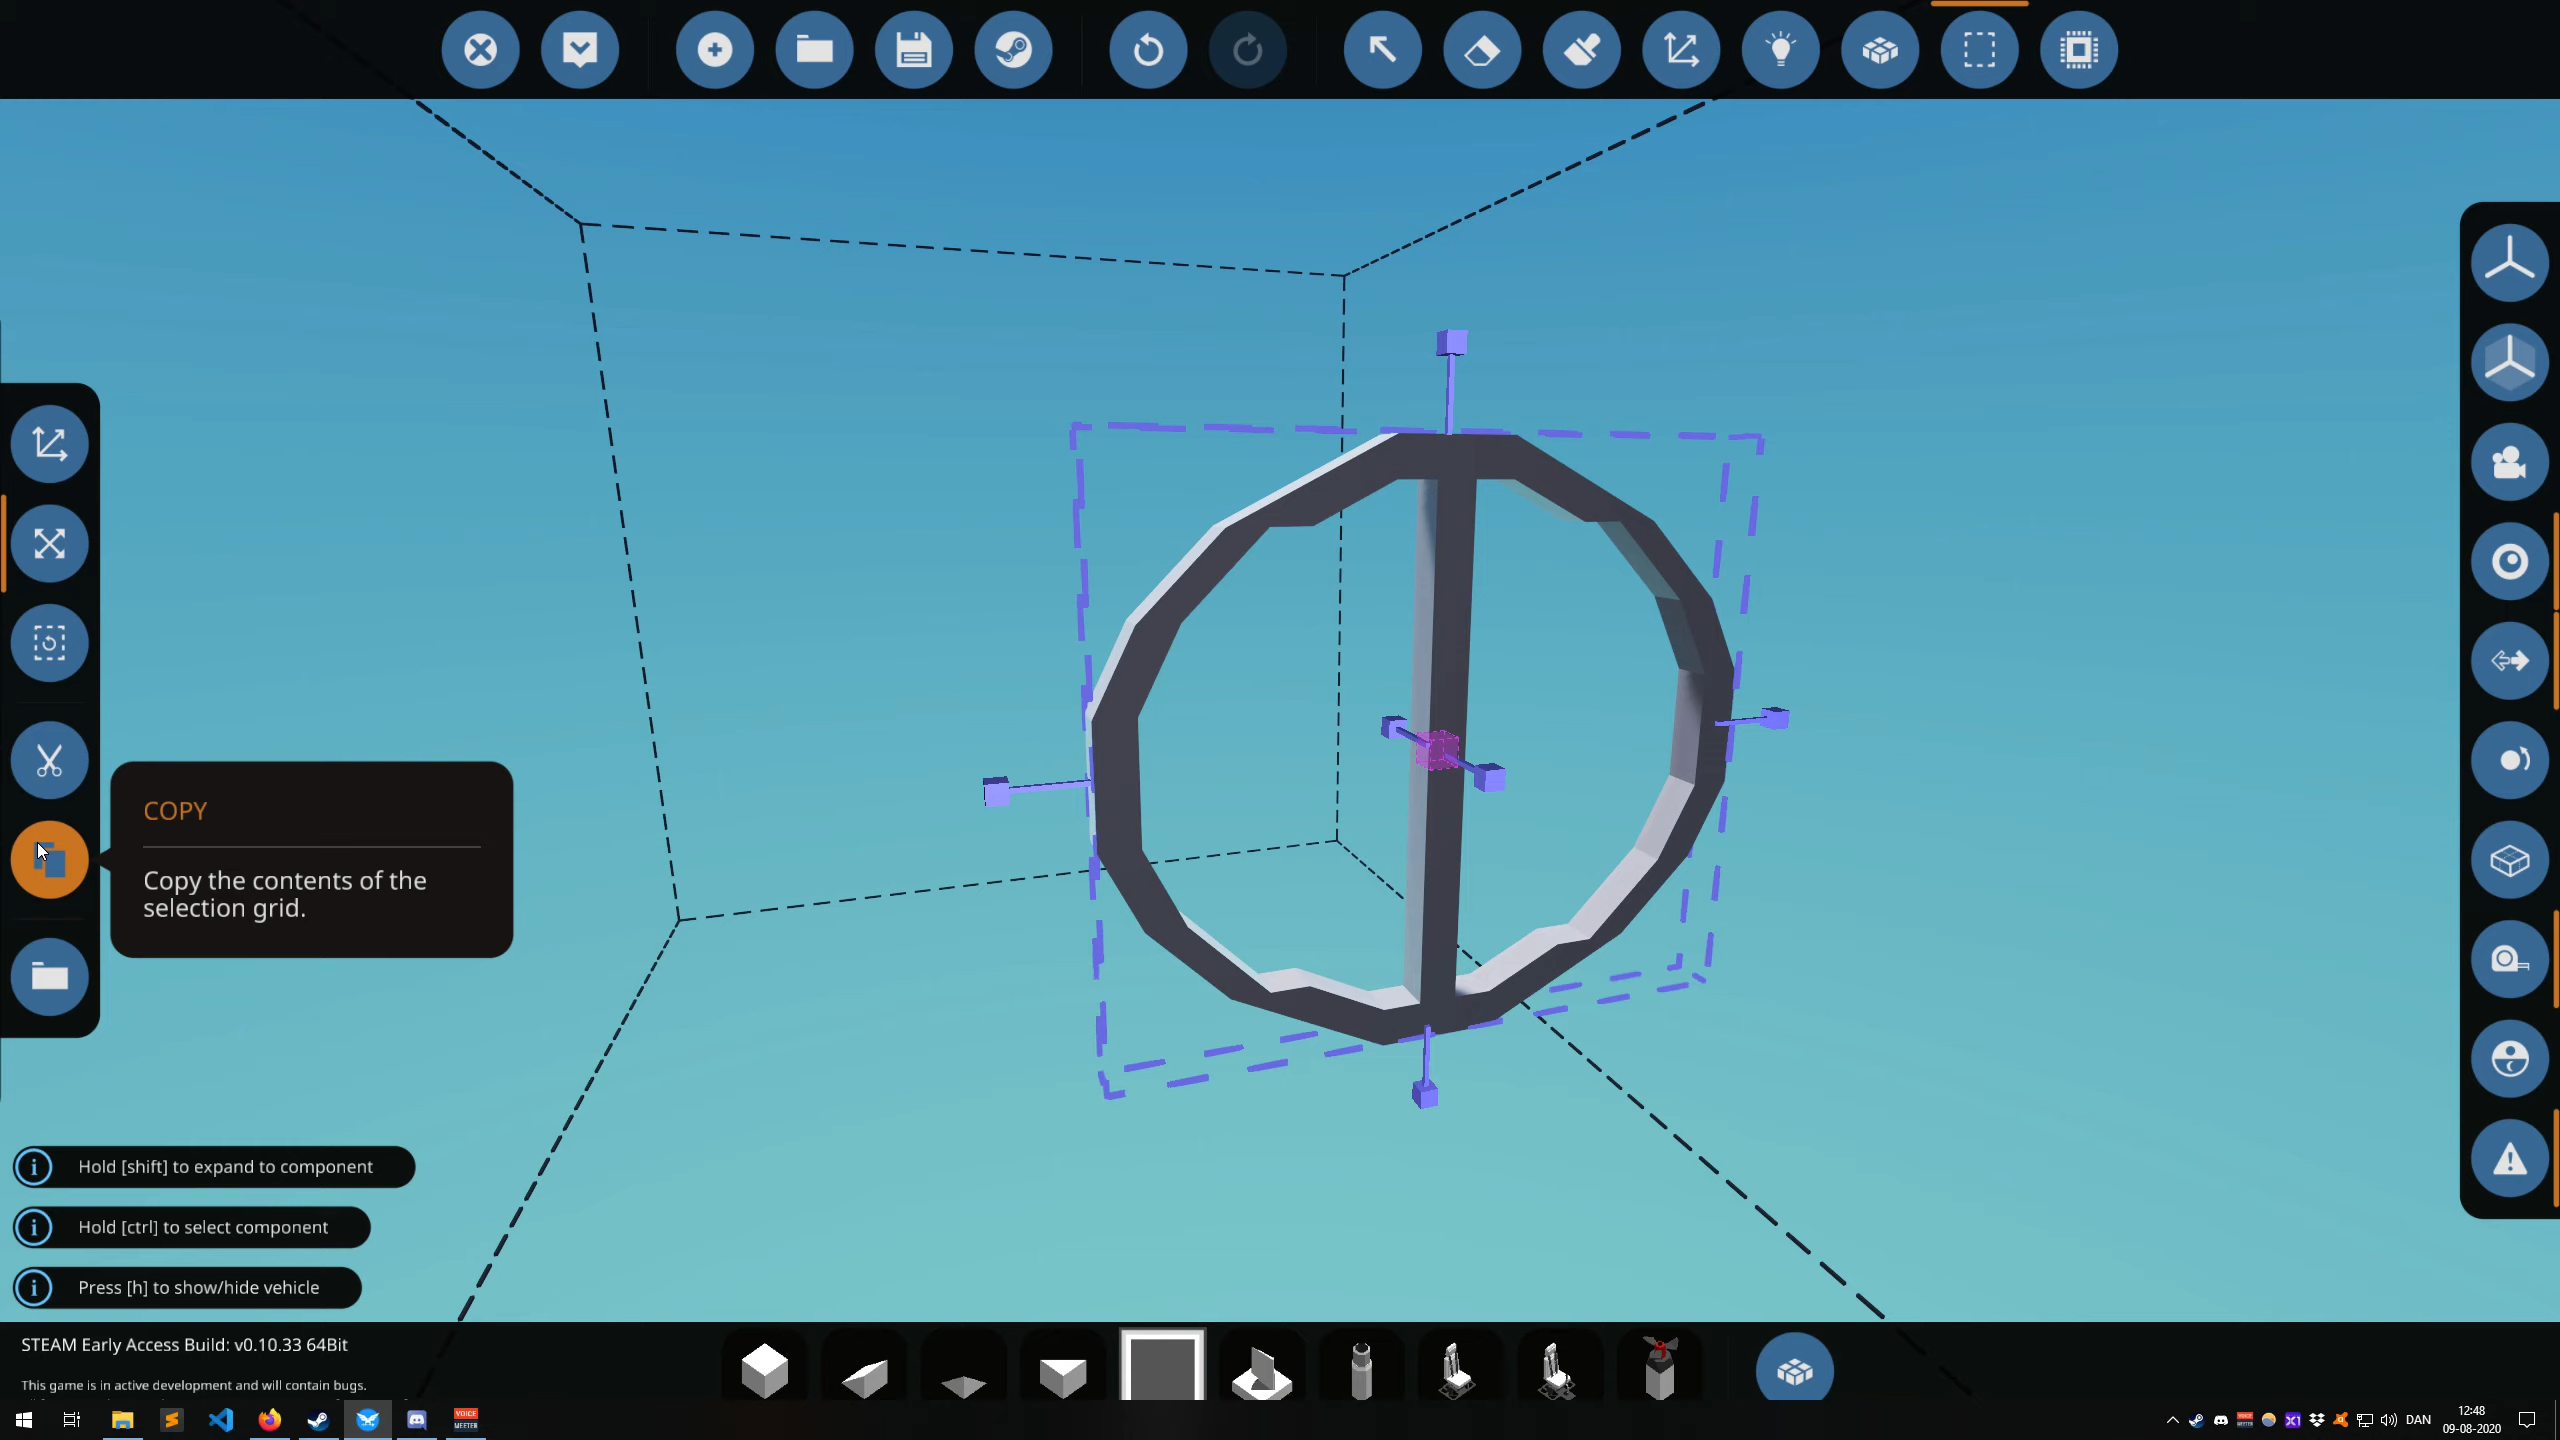 COPY
Copy the contents of the
selection grid.
Hold [shift] to expand to component
Hold [ctrl] to select component
Press [h] to show/hide vehicle
STEAM Early Access Build: v0.10.33 64Bit
This game is in active development and will contain bugs.
VOICE
MEETER
DAN
12:48
09-08-2020